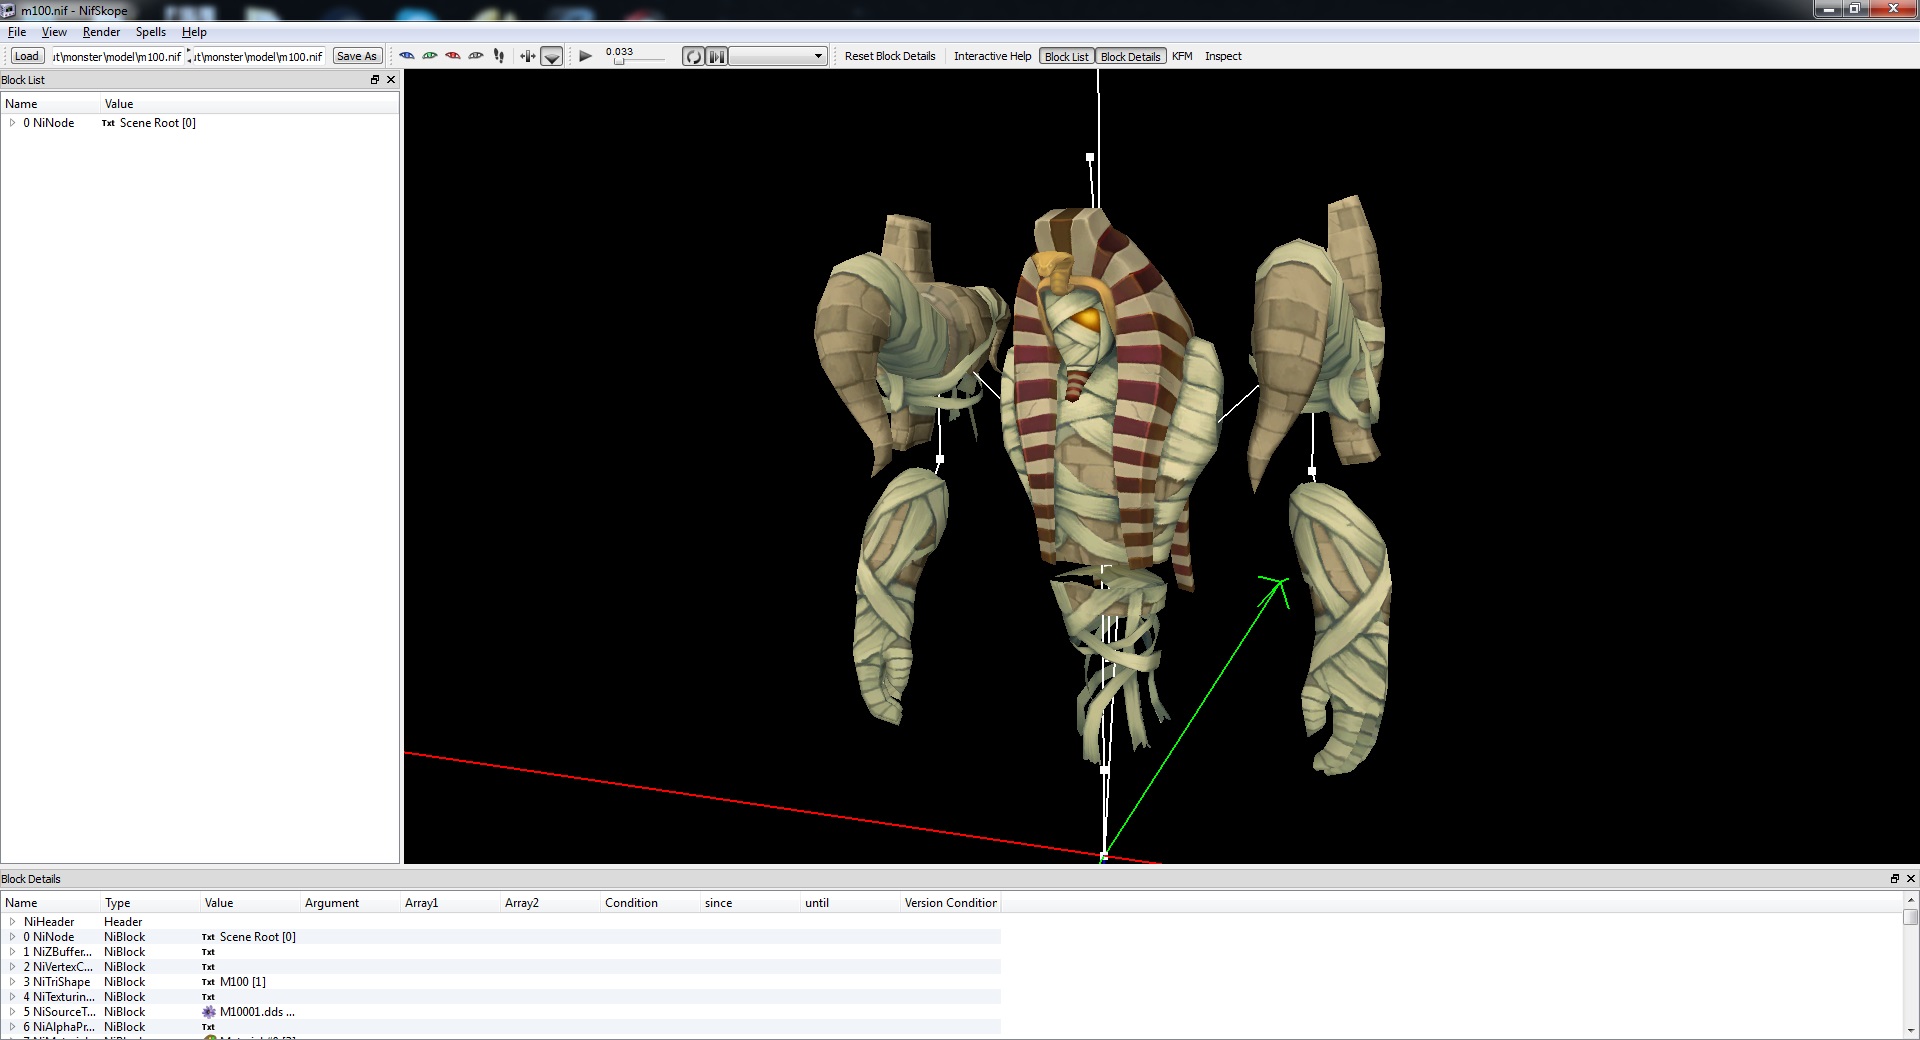 m100.nif - NifSkope
File View Render Spells Help
Load ut\monster\model\m100.nif ut\monster\model\m100.nif Save As 0.033 Reset Block Details Interactive Help Block List Block Details KFM Inspect
Block List
Name Value
0 NiNode Txt Scene Root [0]
Block Details
Name Type Value Argument Array1 Array2 Condition since until Version Condition
NiHeader Header
0 NiNode NiBlock Txt Scene Root [0]
1 NiZBuffer... NiBlock Txt
2 NiVertexC... NiBlock Txt
3 NiTriShape NiBlock Txt M100 [1]
4 NiTexturin... NiBlock Txt
5 NiSourceT... NiBlock M10001.dds ...
6 NiAlphaPr... NiBlock Txt